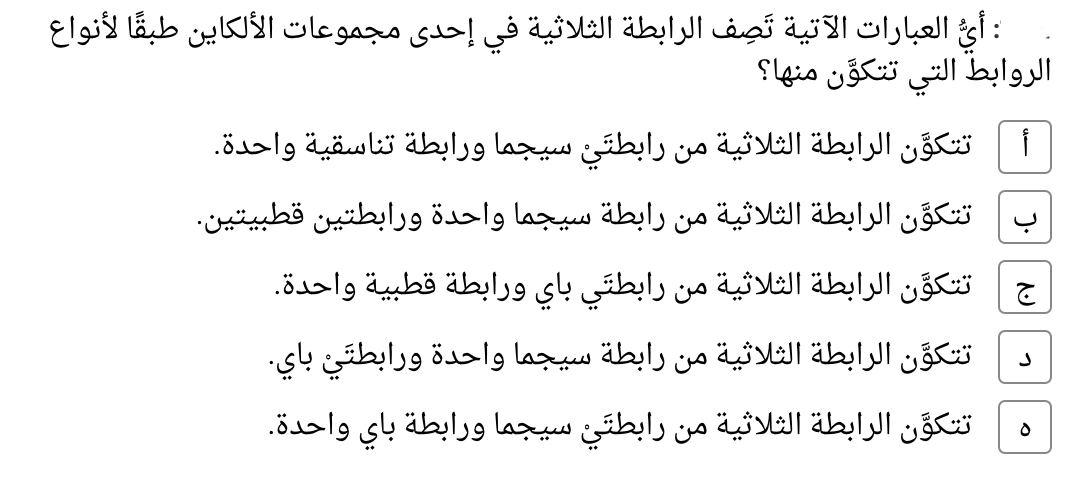 : أيُّ العبارات الآتية تَصِف الرابطة الثلاثية في إحدى مجموعات الألكاين طبقًا لأنواع
الروابط التي تتكوَّن منها؟
أ تتكوَّن الرابطة الثلاثية من رابطتَيْ سيجما ورابطة تناسقية واحدة.
ب تتكوَّن الرابطة الثلاثية من رابطة سيجما واحدة ورابطتين قطبيتين.
ج تتكوَّن الرابطة الثلاثية من رابطتَي باي ورابطة قطبية واحدة.
د تتكوَّن الرابطة الثلاثية من رابطة سيجما واحدة ورابطتَيْ باي.
ه تتكوَّن الرابطة الثلاثية من رابطتَيْ سيجما ورابطة باي واحدة.